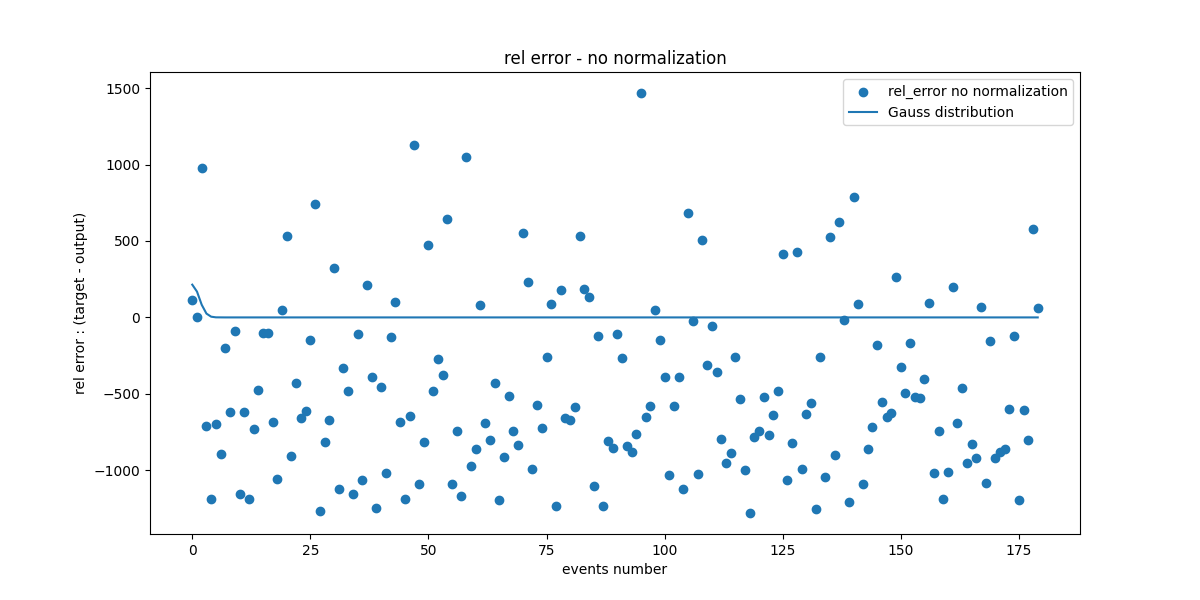 rel error - no normalization
rel_error no normalization
Gauss distribution
rel error : (target - output)
1500
1000
500
0
−500
−1000
0 25 50 75 100 125 150 175
events number